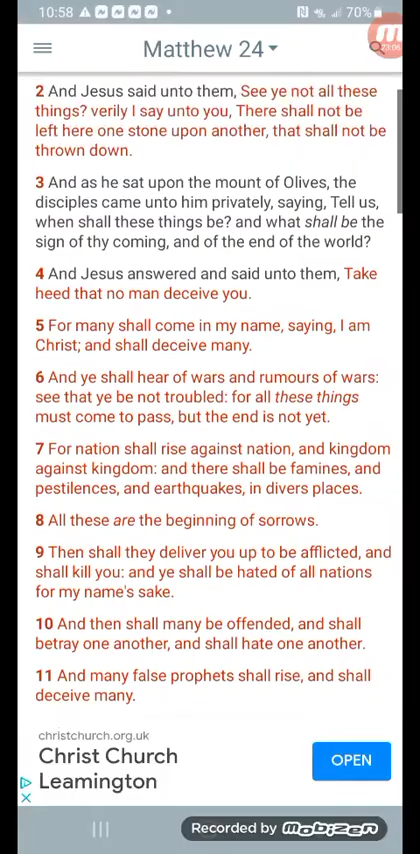 10:58
70%
Matthew 24
2 And Jesus said unto them, See ye not all these
things? verily I say unto you, There shall not be
left here one stone upon another, that shall not be
thrown down.
3 And as he sat upon the mount of Olives, the
disciples came unto him privately, saying, Tell us,
when shall these things be? and what shall be the
sign of thy coming, and of the end of the world?
4 And Jesus answered and said unto them, Take
heed that no man deceive you.
5 For many shall come in my name, saying, I am
Christ; and shall deceive many.
6 And ye shall hear of wars and rumours of wars:
see that ye be not troubled: for all these things
must come to pass, but the end is not yet.
7 For nation shall rise against nation, and kingdom
against kingdom: and there shall be famines, and
pestilences, and earthquakes, in divers places.
8 All these are the beginning of sorrows.
9 Then shall they deliver you up to be afflicted, and
shall kill you: and ye shall be hated of all nations
for my name's sake.
10 And then shall many be offended, and shall
betray one another, and shall hate one another.
11 And many false prophets shall rise, and shall
deceive many.
christchurch.org.uk
Christ Church
Leamington
OPEN
Recorded by mobizen